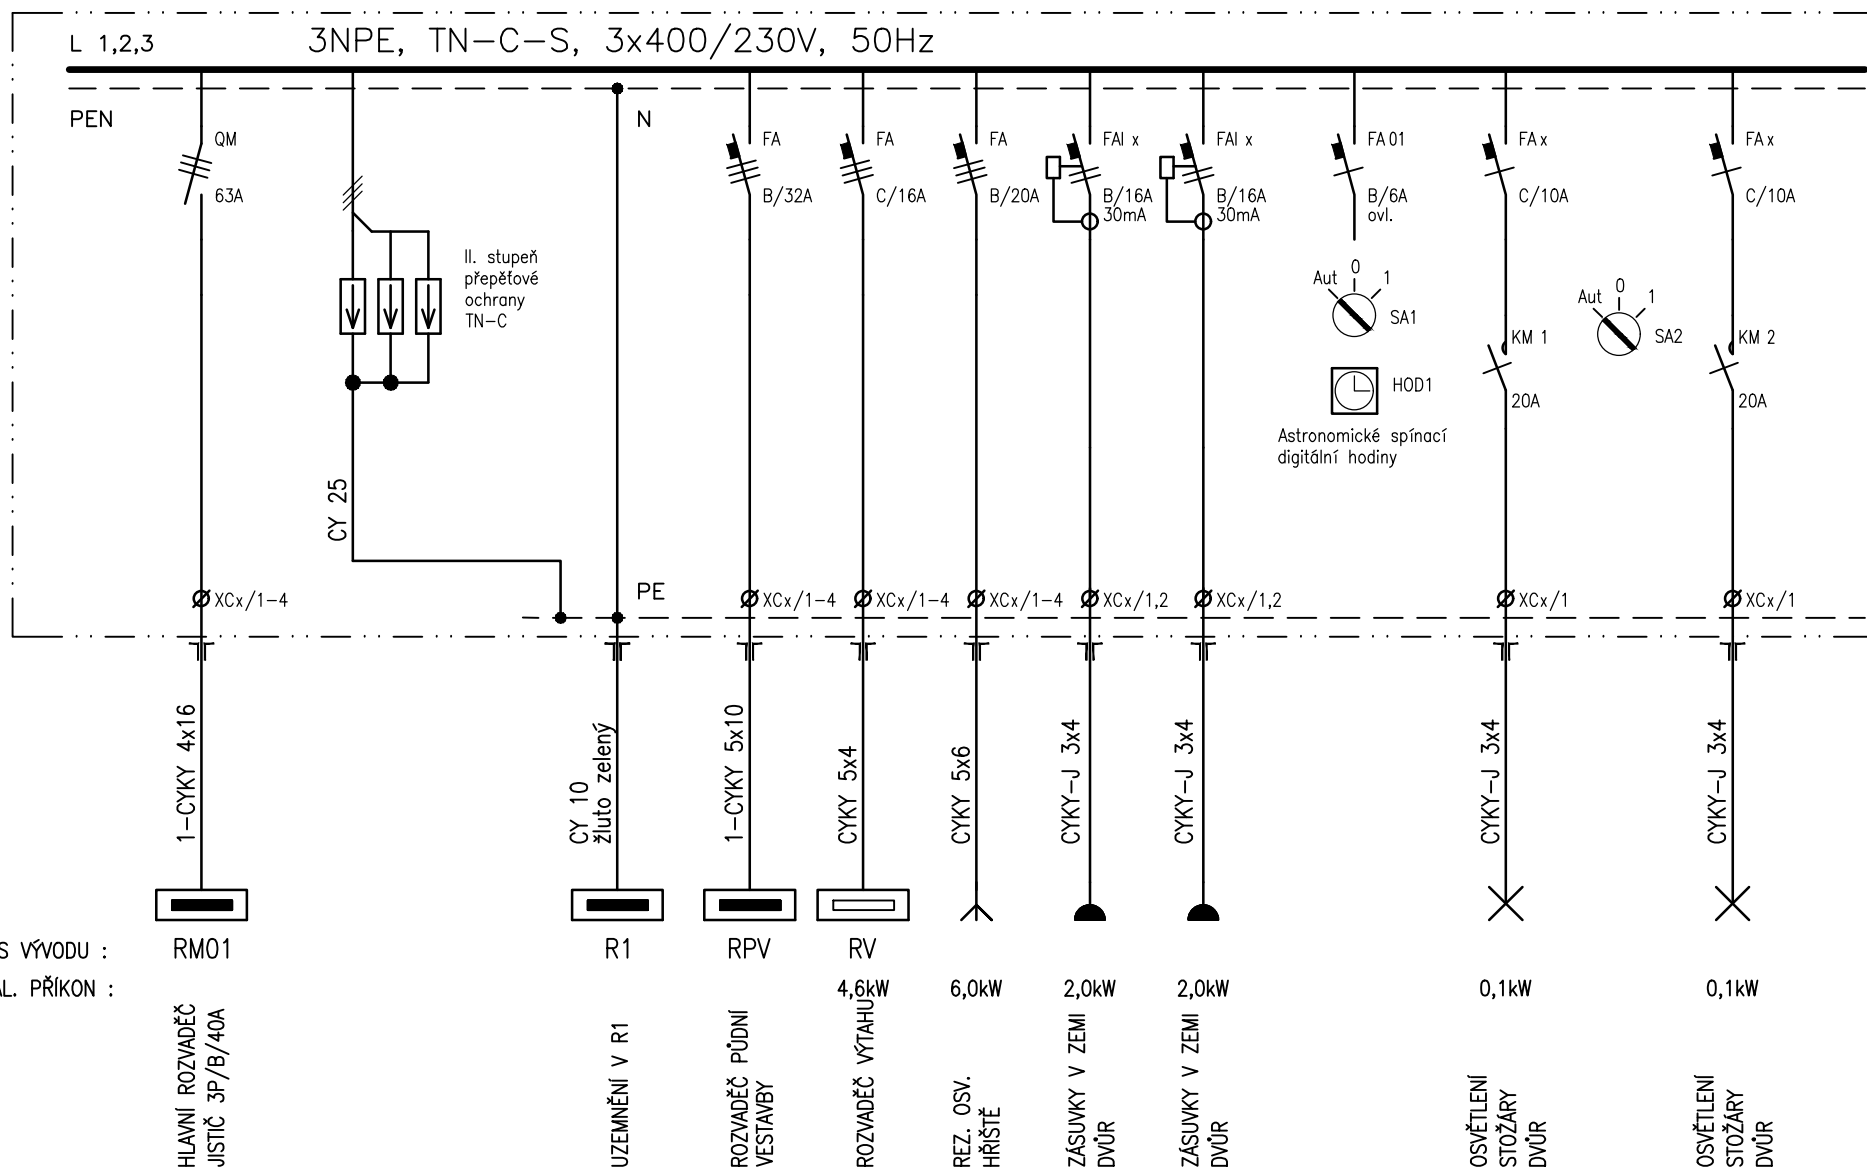 L 1,2,3
3NPE, TN-C-S, 3x400/230V, 50Hz
PEN
N
QM
63A
FA
B/32A
FA
C/16A
FA
B/20A
FAI x
B/16A
30mA
FAI x
B/16A
30mA
FA01
B/6A
ovl.
FAx
C/10A
FAx
C/10A
II. stupeň
přepěťové
ochrany
TN-C
Aut 0 1
SA1
Aut 0 1
SA2
KM 1
20A
KM 2
20A
HOD1
Astronomické spínací
digitální hodiny
CY 25
PE
XCx/1-4
XCx/1-4
XCx/1-4
XCx/1-4
XCx/1,2
XCx/1,2
XCx/1
XCx/1
1-CYKY 4x16
CY 10
žluto zelený
1-CYKY 5x10
CYKY 5x4
CYKY 5x6
CYKY-J 3x4
CYKY-J 3x4
CYKY-J 3x4
CYKY-J 3x4
S VÝVODU :
RM01
R1
RPV
RV
AL. PŘÍKON :
4,6kW
6,0kW
2,0kW
2,0kW
0,1kW
0,1kW
HLAVNÍ ROZVADĚČ
JISTIČ 3P/B/40A
UZEMNĚNÍ V R1
ROZVADĚČ PŮDNÍ
VESTAVBY
ROZVADĚČ VÝTAHU
REZ. OSV.
HŘIŠTĚ
ZÁSUVKY V ZEMI
DVŮR
ZÁSUVKY V ZEMI
DVŮR
OSVĚTLENÍ
STOŽÁRY
DVŮR
OSVĚTLENÍ
STOŽÁRY
DVŮR